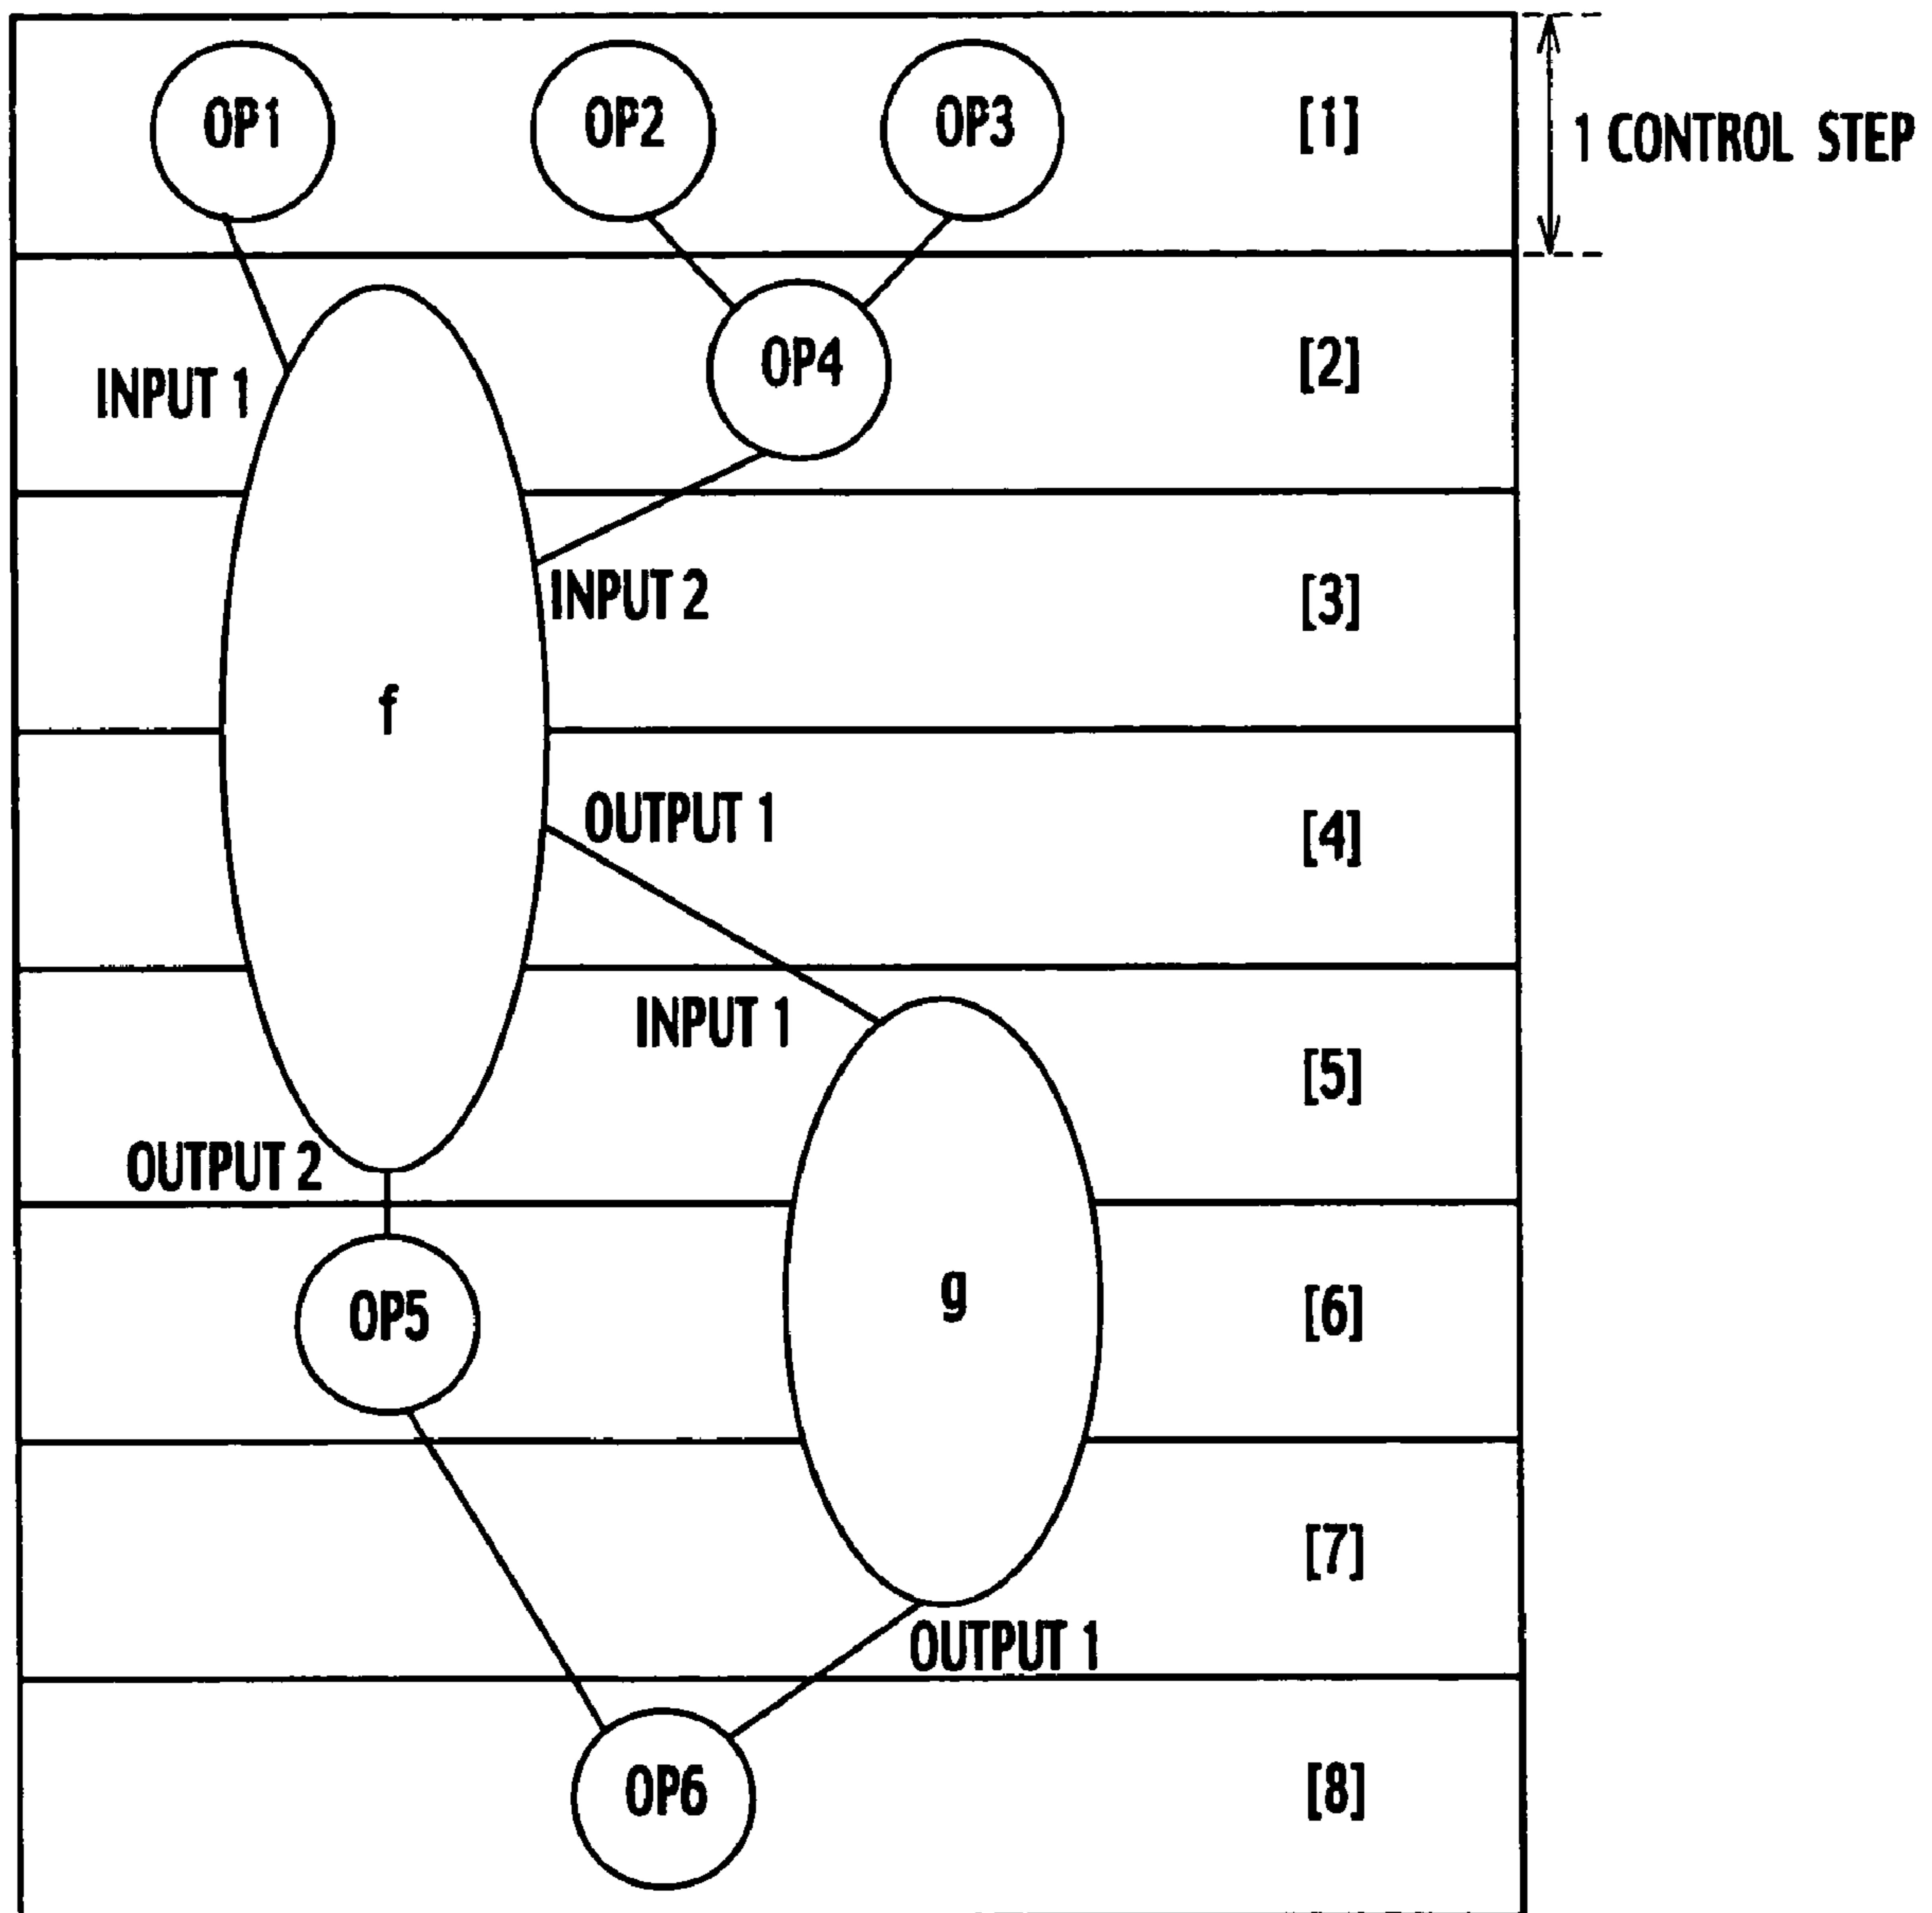 OP1 OP2 OP3 [1] 1 CONTROL STEP
OP4 [2]
INPUT 1
INPUT 2 [3]
f
OUTPUT 1 [4]
INPUT 1
[5]
OUTPUT 2
g
OP5 [6]
[7]
OUTPUT 1
OP6 [8]